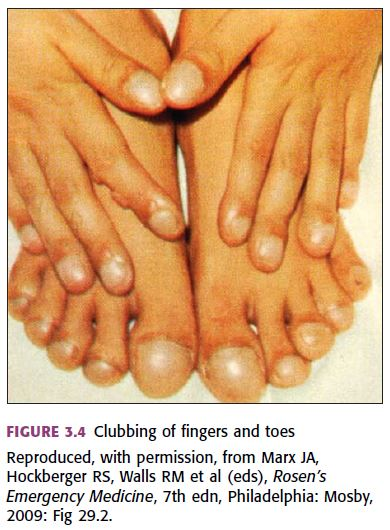 FIGURE 3.4 Clubbing of fingers and toes
Reproduced, with permission, from Marx JA,
Hockberger RS, Walls RM et al (eds), Rosen's
Emergency Medicine, 7th edn, Philadelphia: Mosby,
2009: Fig 29.2.